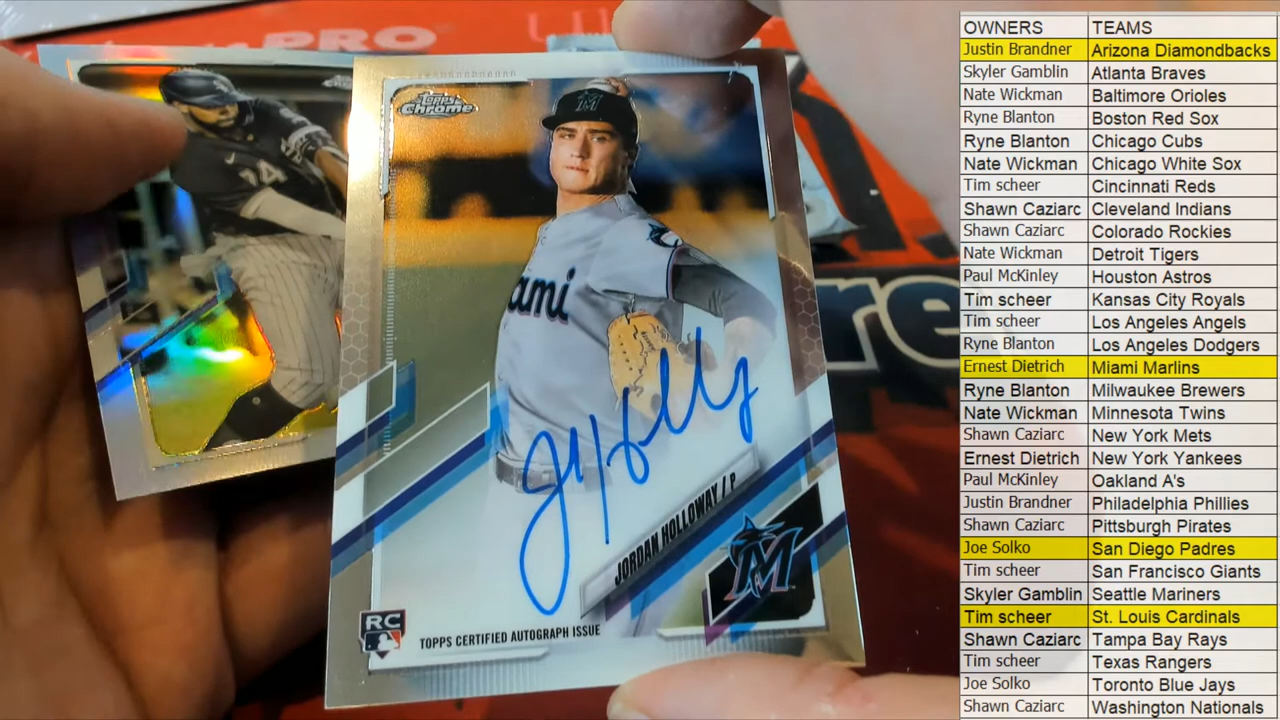 PRO
re
14
TOPPS
Chrome
M
ami
J Holly
JORDAN HOLLOWAY / P
M
RC
TOPPS CERTIFIED AUTOGRAPH ISSUE
OWNERS TEAMS
Justin Brandner Arizona Diamondbacks
Skyler Gamblin Atlanta Braves
Nate Wickman Baltimore Orioles
Ryne Blanton Boston Red Sox
Ryne Blanton Chicago Cubs
Nate Wickman Chicago White Sox
Tim scheer Cincinnati Reds
Shawn Caziarc Cleveland Indians
Shawn Caziarc Colorado Rockies
Nate Wickman Detroit Tigers
Paul McKinley Houston Astros
Tim scheer Kansas City Royals
Tim scheer Los Angeles Angels
Ryne Blanton Los Angeles Dodgers
Ernest Dietrich Miami Marlins
Ryne Blanton Milwaukee Brewers
Nate Wickman Minnesota Twins
Shawn Caziarc New York Mets
Ernest Dietrich New York Yankees
Paul McKinley Oakland A's
Justin Brandner Philadelphia Phillies
Shawn Caziarc Pittsburgh Pirates
Joe Solko San Diego Padres
Tim scheer San Francisco Giants
Skyler Gamblin Seattle Mariners
Tim scheer St. Louis Cardinals
Shawn Caziarc Tampa Bay Rays
Tim scheer Texas Rangers
Joe Solko Toronto Blue Jays
Shawn Caziarc Washington Nationals